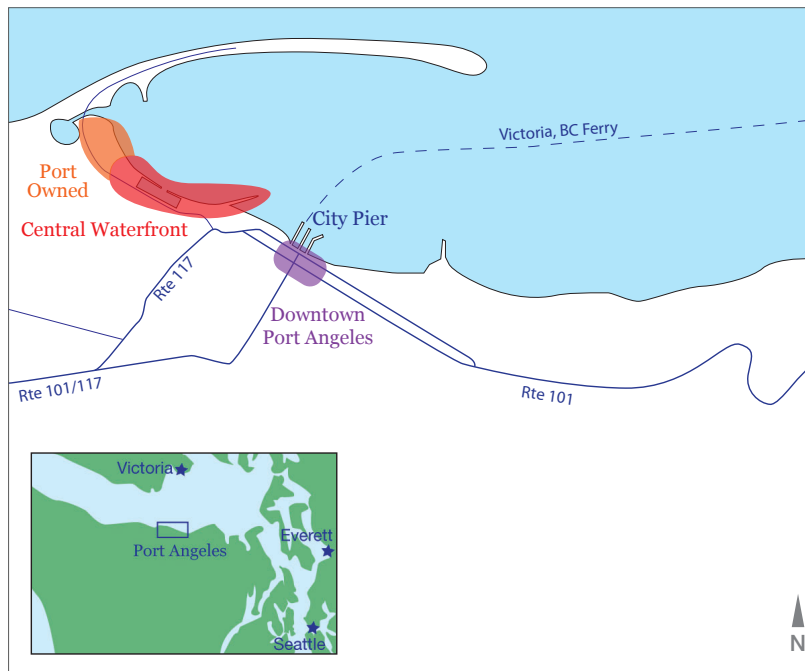 Victoria, BC Ferry
Port
Owned
City Pier
Central Waterfront
Rte 117
Downtown
Port Angeles
Rte 101/117
Rte 101
Victoria
Everett
Port Angeles
Seattle
N